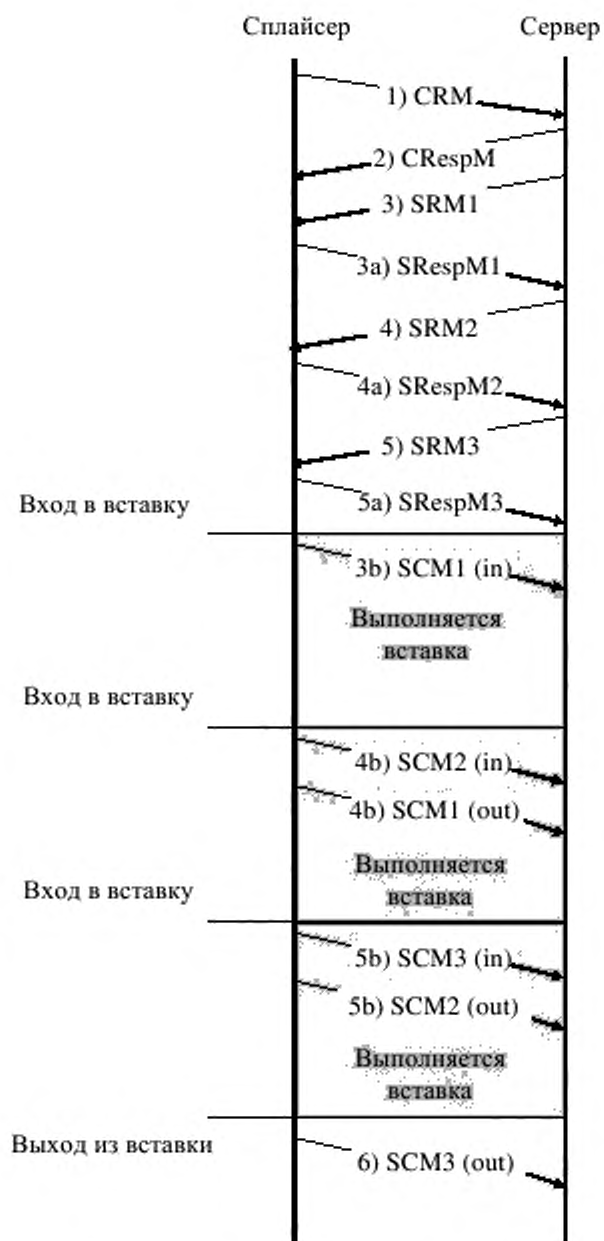 Сплайсер Сервер
1) CRM
2) CRespM
3) SRM1
3a) SRespM1
4) SRM2
4a) SRespM2
5) SRM3
Вход в вставку
5a) SRespM3
3b) SCM1 (in)
Выполняется
вставка
Вход в вставку
4b) SCM2 (in)
4b) SCM1 (out)
Выполняется
вставка
Вход в вставку
5b) SCM3 (in)
5b) SCM2 (out)
Выполняется
вставка
Выход из вставки
6) SCM3 (out)